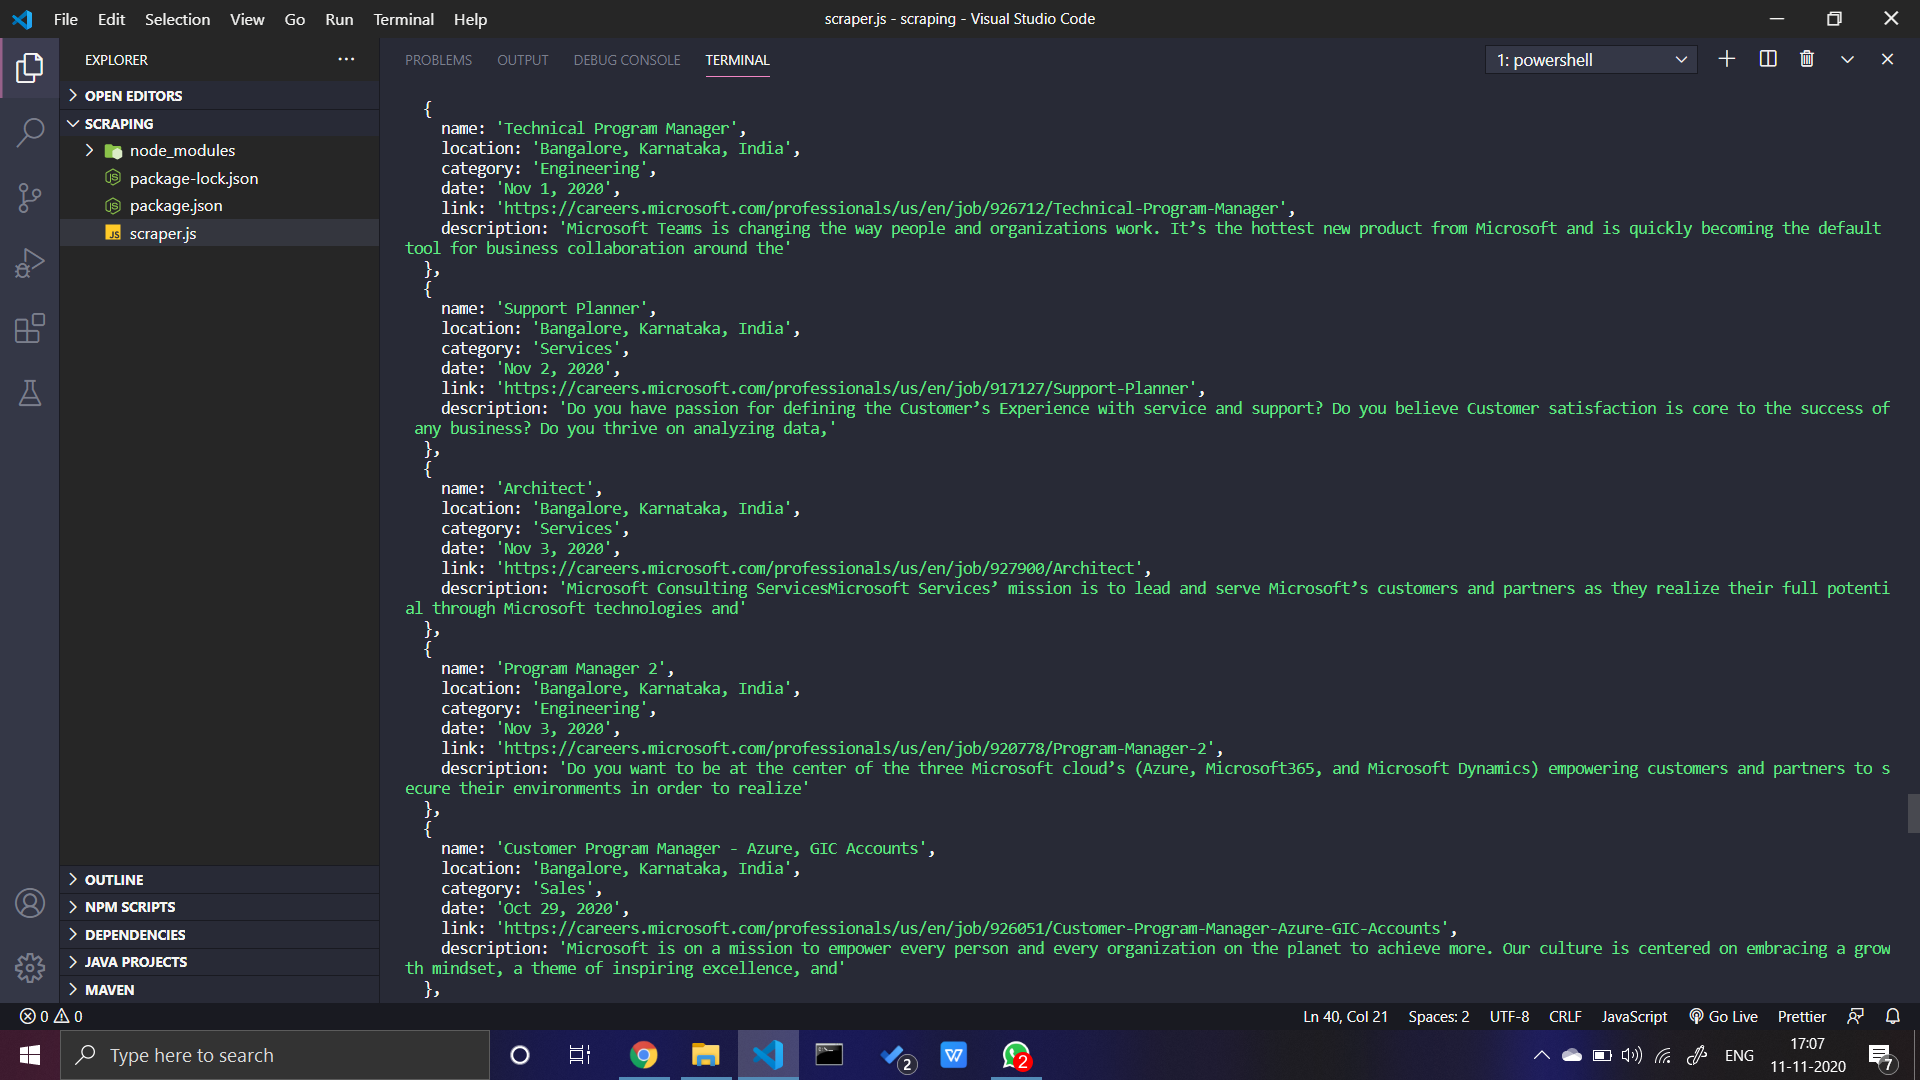 File Edit Selection View Go Run Terminal Help
scraper.js - scraping - Visual Studio Code
EXPLORER
OPEN EDITORS
SCRAPING
node_modules
package-lock.json
package.json
JS scraper.js
OUTLINE
NPM SCRIPTS
DEPENDENCIES
JAVA PROJECTS
MAVEN
PROBLEMS OUTPUT DEBUG CONSOLE TERMINAL
1: powershell
{
name: 'Technical Program Manager',
location: 'Bangalore, Karnataka, India',
category: 'Engineering',
date: 'Nov 1, 2020',
link: 'https://careers.microsoft.com/professionals/us/en/job/926712/Technical-Program-Manager',
description: 'Microsoft Teams is changing the way people and organizations work. It’s the hottest new product from Microsoft and is quickly becoming the default
tool for business collaboration around the'
},
{
name: 'Support Planner',
location: 'Bangalore, Karnataka, India',
category: 'Services',
date: 'Nov 2, 2020',
link: 'https://careers.microsoft.com/professionals/us/en/job/917127/Support-Planner',
description: 'Do you have passion for defining the Customer’s Experience with service and support? Do you believe Customer satisfaction is core to the success of
any business? Do you thrive on analyzing data,'
},
{
name: 'Architect',
location: 'Bangalore, Karnataka, India',
category: 'Services',
date: 'Nov 3, 2020',
link: 'https://careers.microsoft.com/professionals/us/en/job/927900/Architect',
description: 'Microsoft Consulting ServicesMicrosoft Services’ mission is to lead and serve Microsoft’s customers and partners as they realize their full potenti
al through Microsoft technologies and'
},
{
name: 'Program Manager 2',
location: 'Bangalore, Karnataka, India',
category: 'Engineering',
date: 'Nov 3, 2020',
link: 'https://careers.microsoft.com/professionals/us/en/job/920778/Program-Manager-2',
description: 'Do you want to be at the center of the three Microsoft cloud’s (Azure, Microsoft365, and Microsoft Dynamics) empowering customers and partners to s
ecure their environments in order to realize'
},
{
name: 'Customer Program Manager - Azure, GIC Accounts',
location: 'Bangalore, Karnataka, India',
category: 'Sales',
date: 'Oct 29, 2020',
link: 'https://careers.microsoft.com/professionals/us/en/job/926051/Customer-Program-Manager-Azure-GIC-Accounts',
description: 'Microsoft is on a mission to empower every person and every organization on the planet to achieve more. Our culture is centered on embracing a grow
th mindset, a theme of inspiring excellence, and'
},
0 0
Ln 40, Col 21 Spaces: 2 UTF-8 CRLF JavaScript Go Live Prettier
Type here to search
2
W
2
ENG
17:07
11-11-2020
7